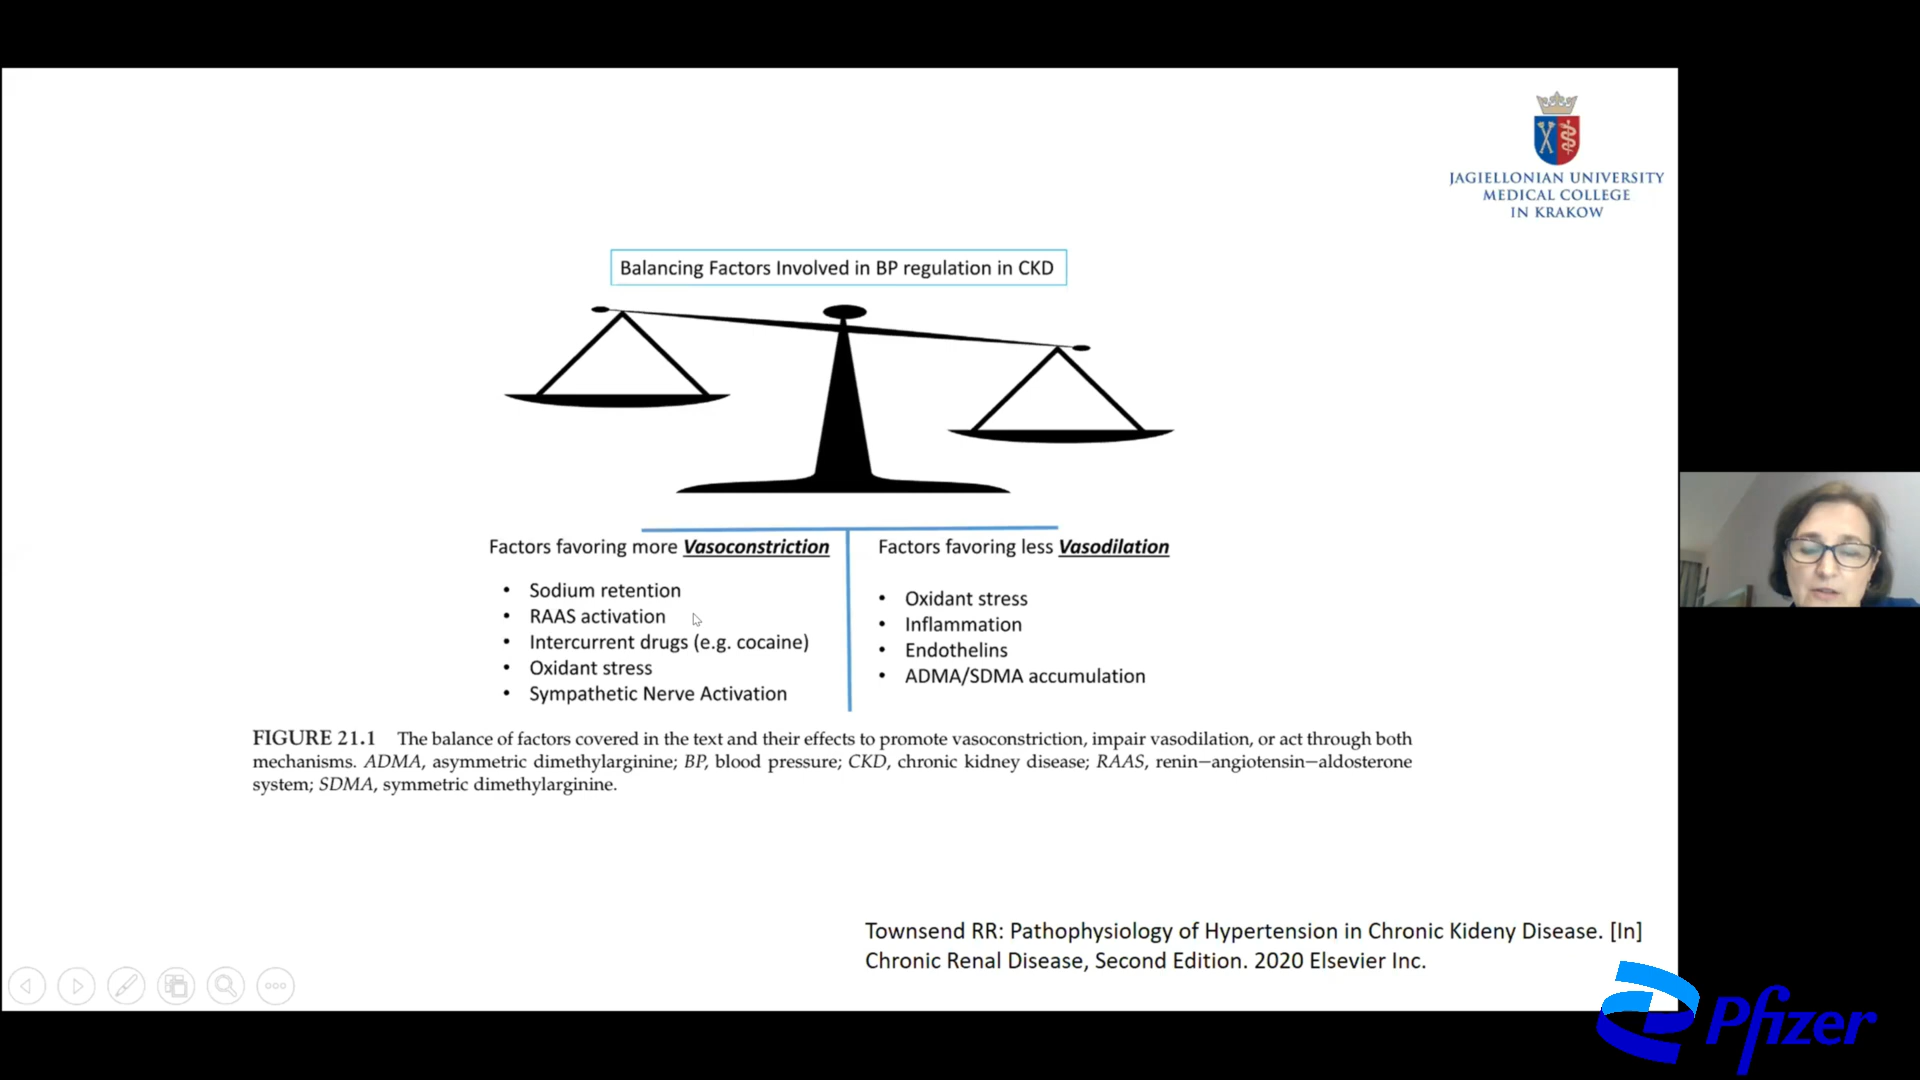 JAGIELLONIAN UNIVERSITY
MEDICAL COLLEGE
IN KRAKOW
Balancing Factors Involved in BP regulation in CKD
Factors favoring more Vasoconstriction
• Sodium retention
• RAAS activation
• Intercurrent drugs (e.g. cocaine)
• Oxidant stress
• Sympathetic Nerve Activation
Factors favoring less Vasodilation
• Oxidant stress
• Inflammation
• Endothelins
• ADMA/SDMA accumulation
FIGURE 21.1 The balance of factors covered in the text and their effects to promote vasoconstriction, impair vasodilation, or act through both
mechanisms. ADMA, asymmetric dimethylarginine; BP, blood pressure; CKD, chronic kidney disease; RAAS, renin–angiotensin–aldosterone
system; SDMA, symmetric dimethylarginine.
Townsend RR: Pathophysiology of Hypertension in Chronic Kideny Disease. [In]
Chronic Renal Disease, Second Edition. 2020 Elsevier Inc.
Pfizer